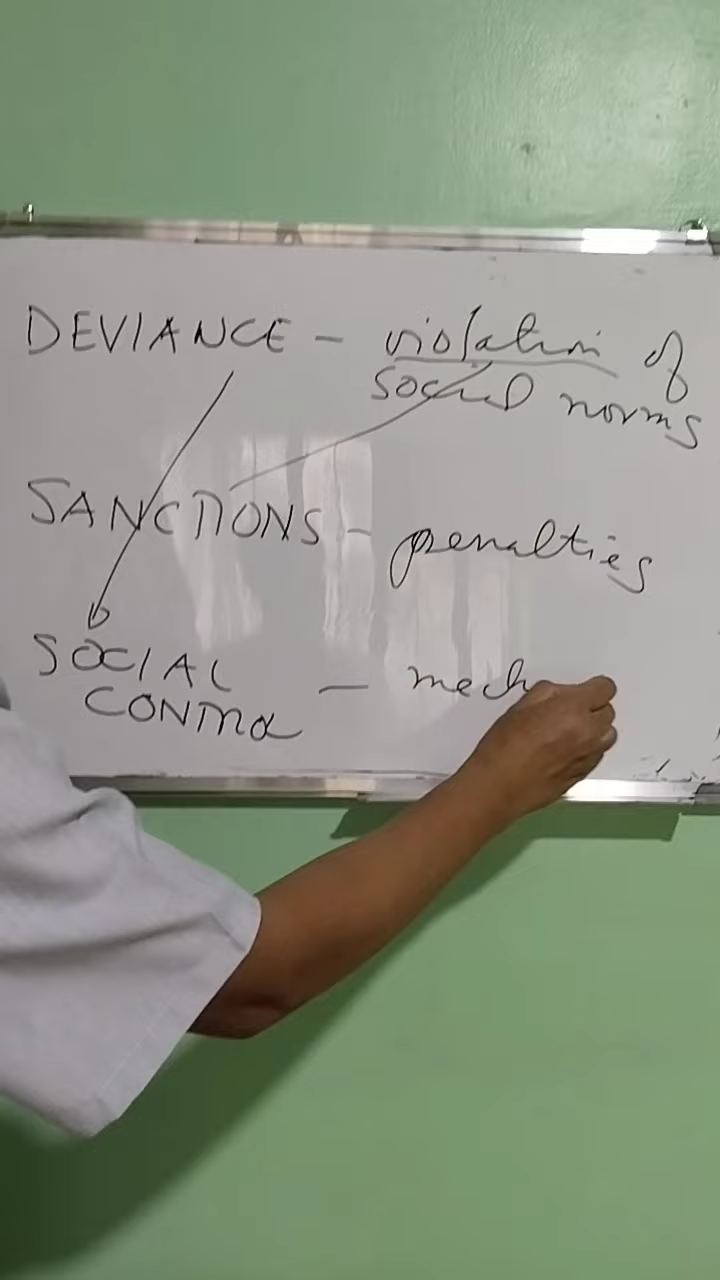 DEVIANCE - violation of
social norms
SANCTIONS - penalties
SOCIAL
CONTROL - mech